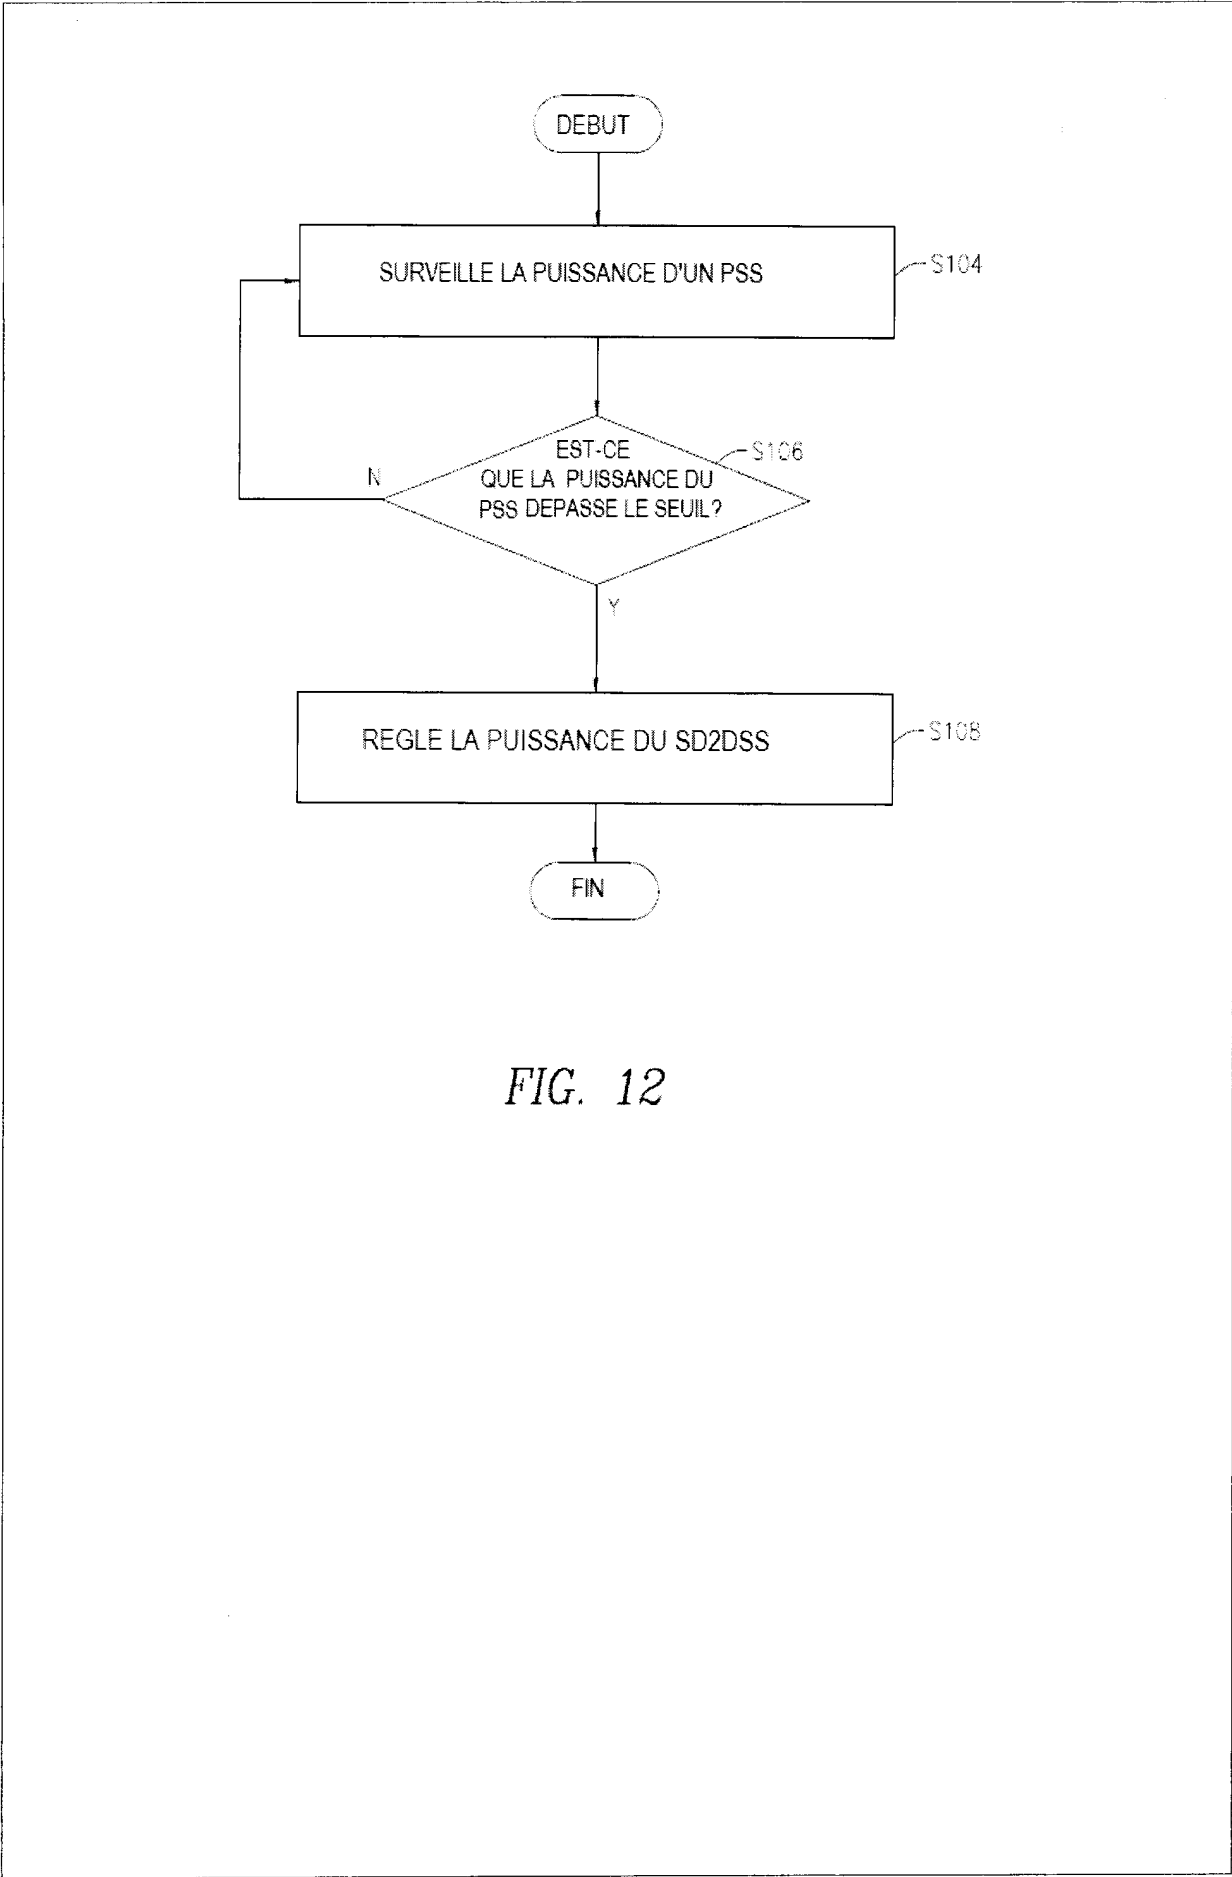 DEBUT
SURVEILLE LA PUISSANCE D'UN PSS
S104
EST-CE
QUE LA PUISSANCE DU
PSS DEPASSE LE SEUIL?
S106
N
Y
REGLE LA PUISSANCE DU SD2DSS
S108
FIN
FIG. 12